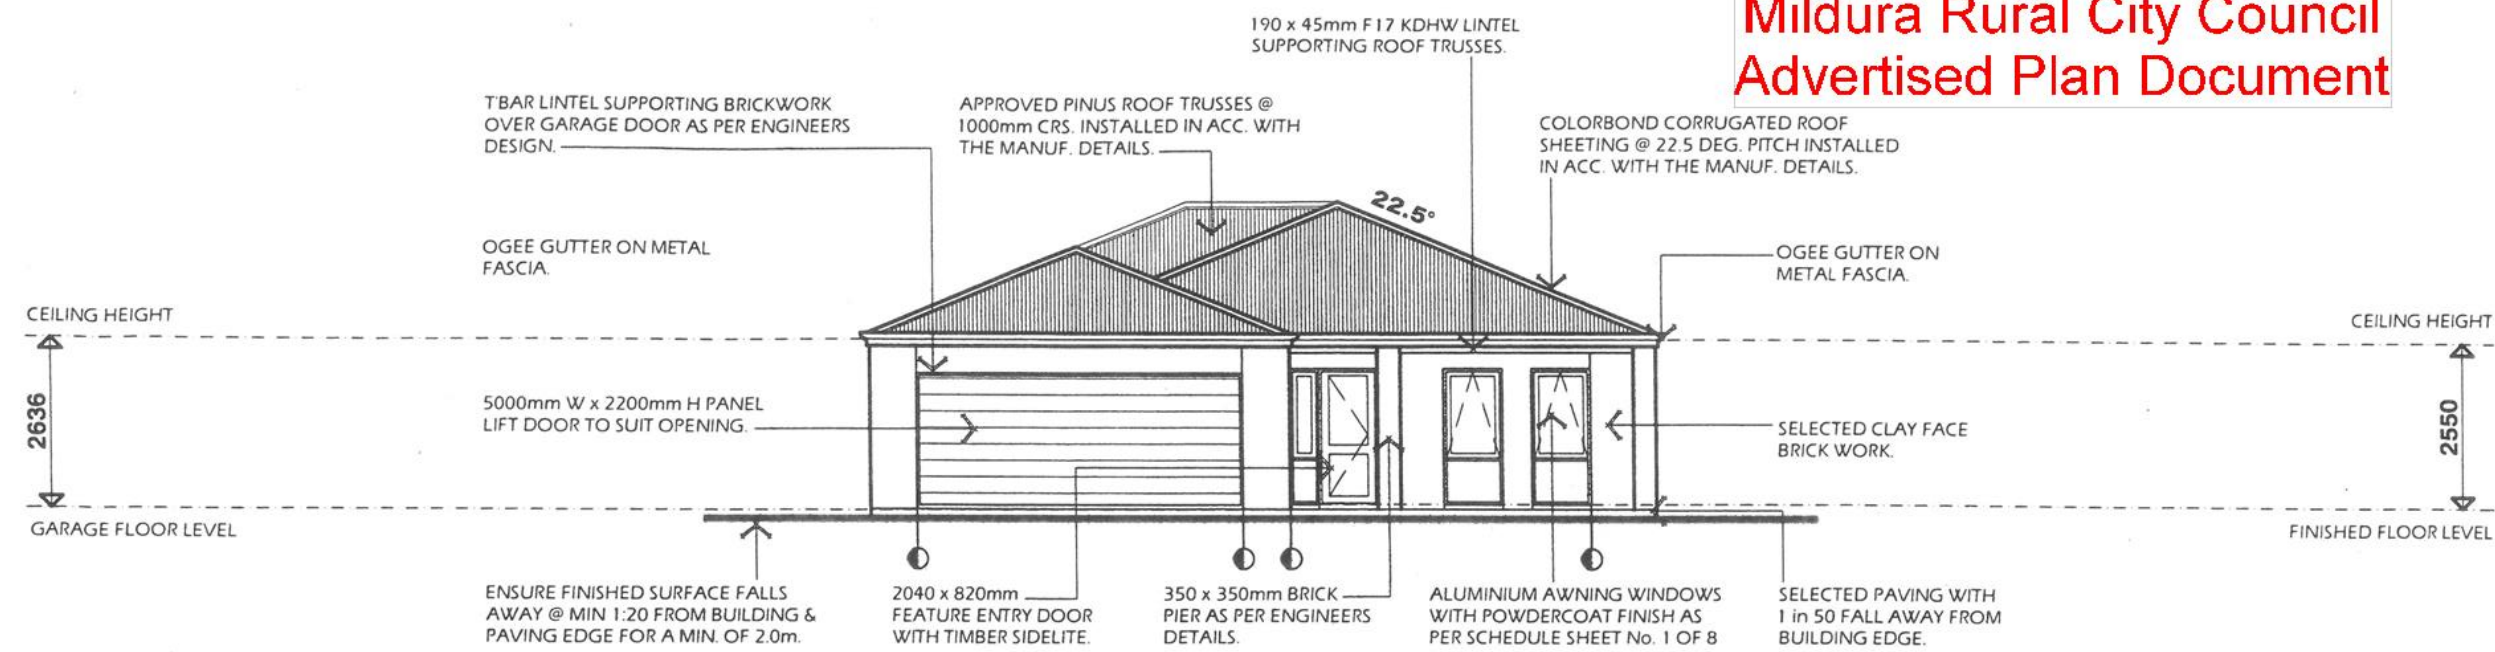 Mildura Rural City Council
Advertised Plan Document
190 x 45mm F17 KDHW LINTEL
SUPPORTING ROOF TRUSSES.
T'BAR LINTEL SUPPORTING BRICKWORK
OVER GARAGE DOOR AS PER ENGINEERS
DESIGN.
APPROVED PINUS ROOF TRUSSES @
1000mm CRS. INSTALLED IN ACC. WITH
THE MANUF. DETAILS.
COLORBOND CORRUGATED ROOF
SHEETING @ 22.5 DEG. PITCH INSTALLED
IN ACC. WITH THE MANUF. DETAILS.
22.5°
OGEE GUTTER ON METAL
FASCIA.
OGEE GUTTER ON
METAL FASCIA.
CEILING HEIGHT
CEILING HEIGHT
2636
5000mm W x 2200mm H PANEL
LIFT DOOR TO SUIT OPENING.
SELECTED CLAY FACE
BRICK WORK.
2550
GARAGE FLOOR LEVEL
FINISHED FLOOR LEVEL
ENSURE FINISHED SURFACE FALLS
AWAY @ MIN 1:20 FROM BUILDING &
PAVING EDGE FOR A MIN. OF 2.0m.
2040 x 820mm
FEATURE ENTRY DOOR
WITH TIMBER SIDELITE.
350 x 350mm BRICK
PIER AS PER ENGINEERS
DETAILS.
ALUMINIUM AWNING WINDOWS
WITH POWDERCOAT FINISH AS
PER SCHEDULE SHEET No. 1 OF 8
SELECTED PAVING WITH
1 in 50 FALL AWAY FROM
BUILDING EDGE.